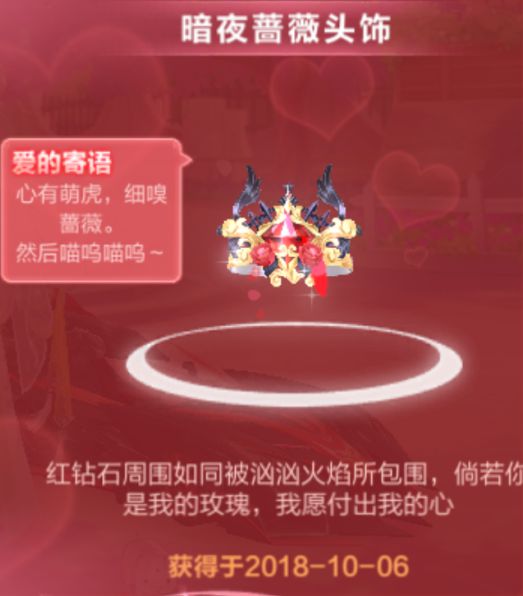 暗夜蔷薇头饰
爱的寄语
心有萌虎，细嗅
蔷薇。
然后喵呜喵呜～
红钻石周围如同被汹汹火焰所包围，倘若你
是我的玫瑰，我愿付出我的心
获得于2018-10-06